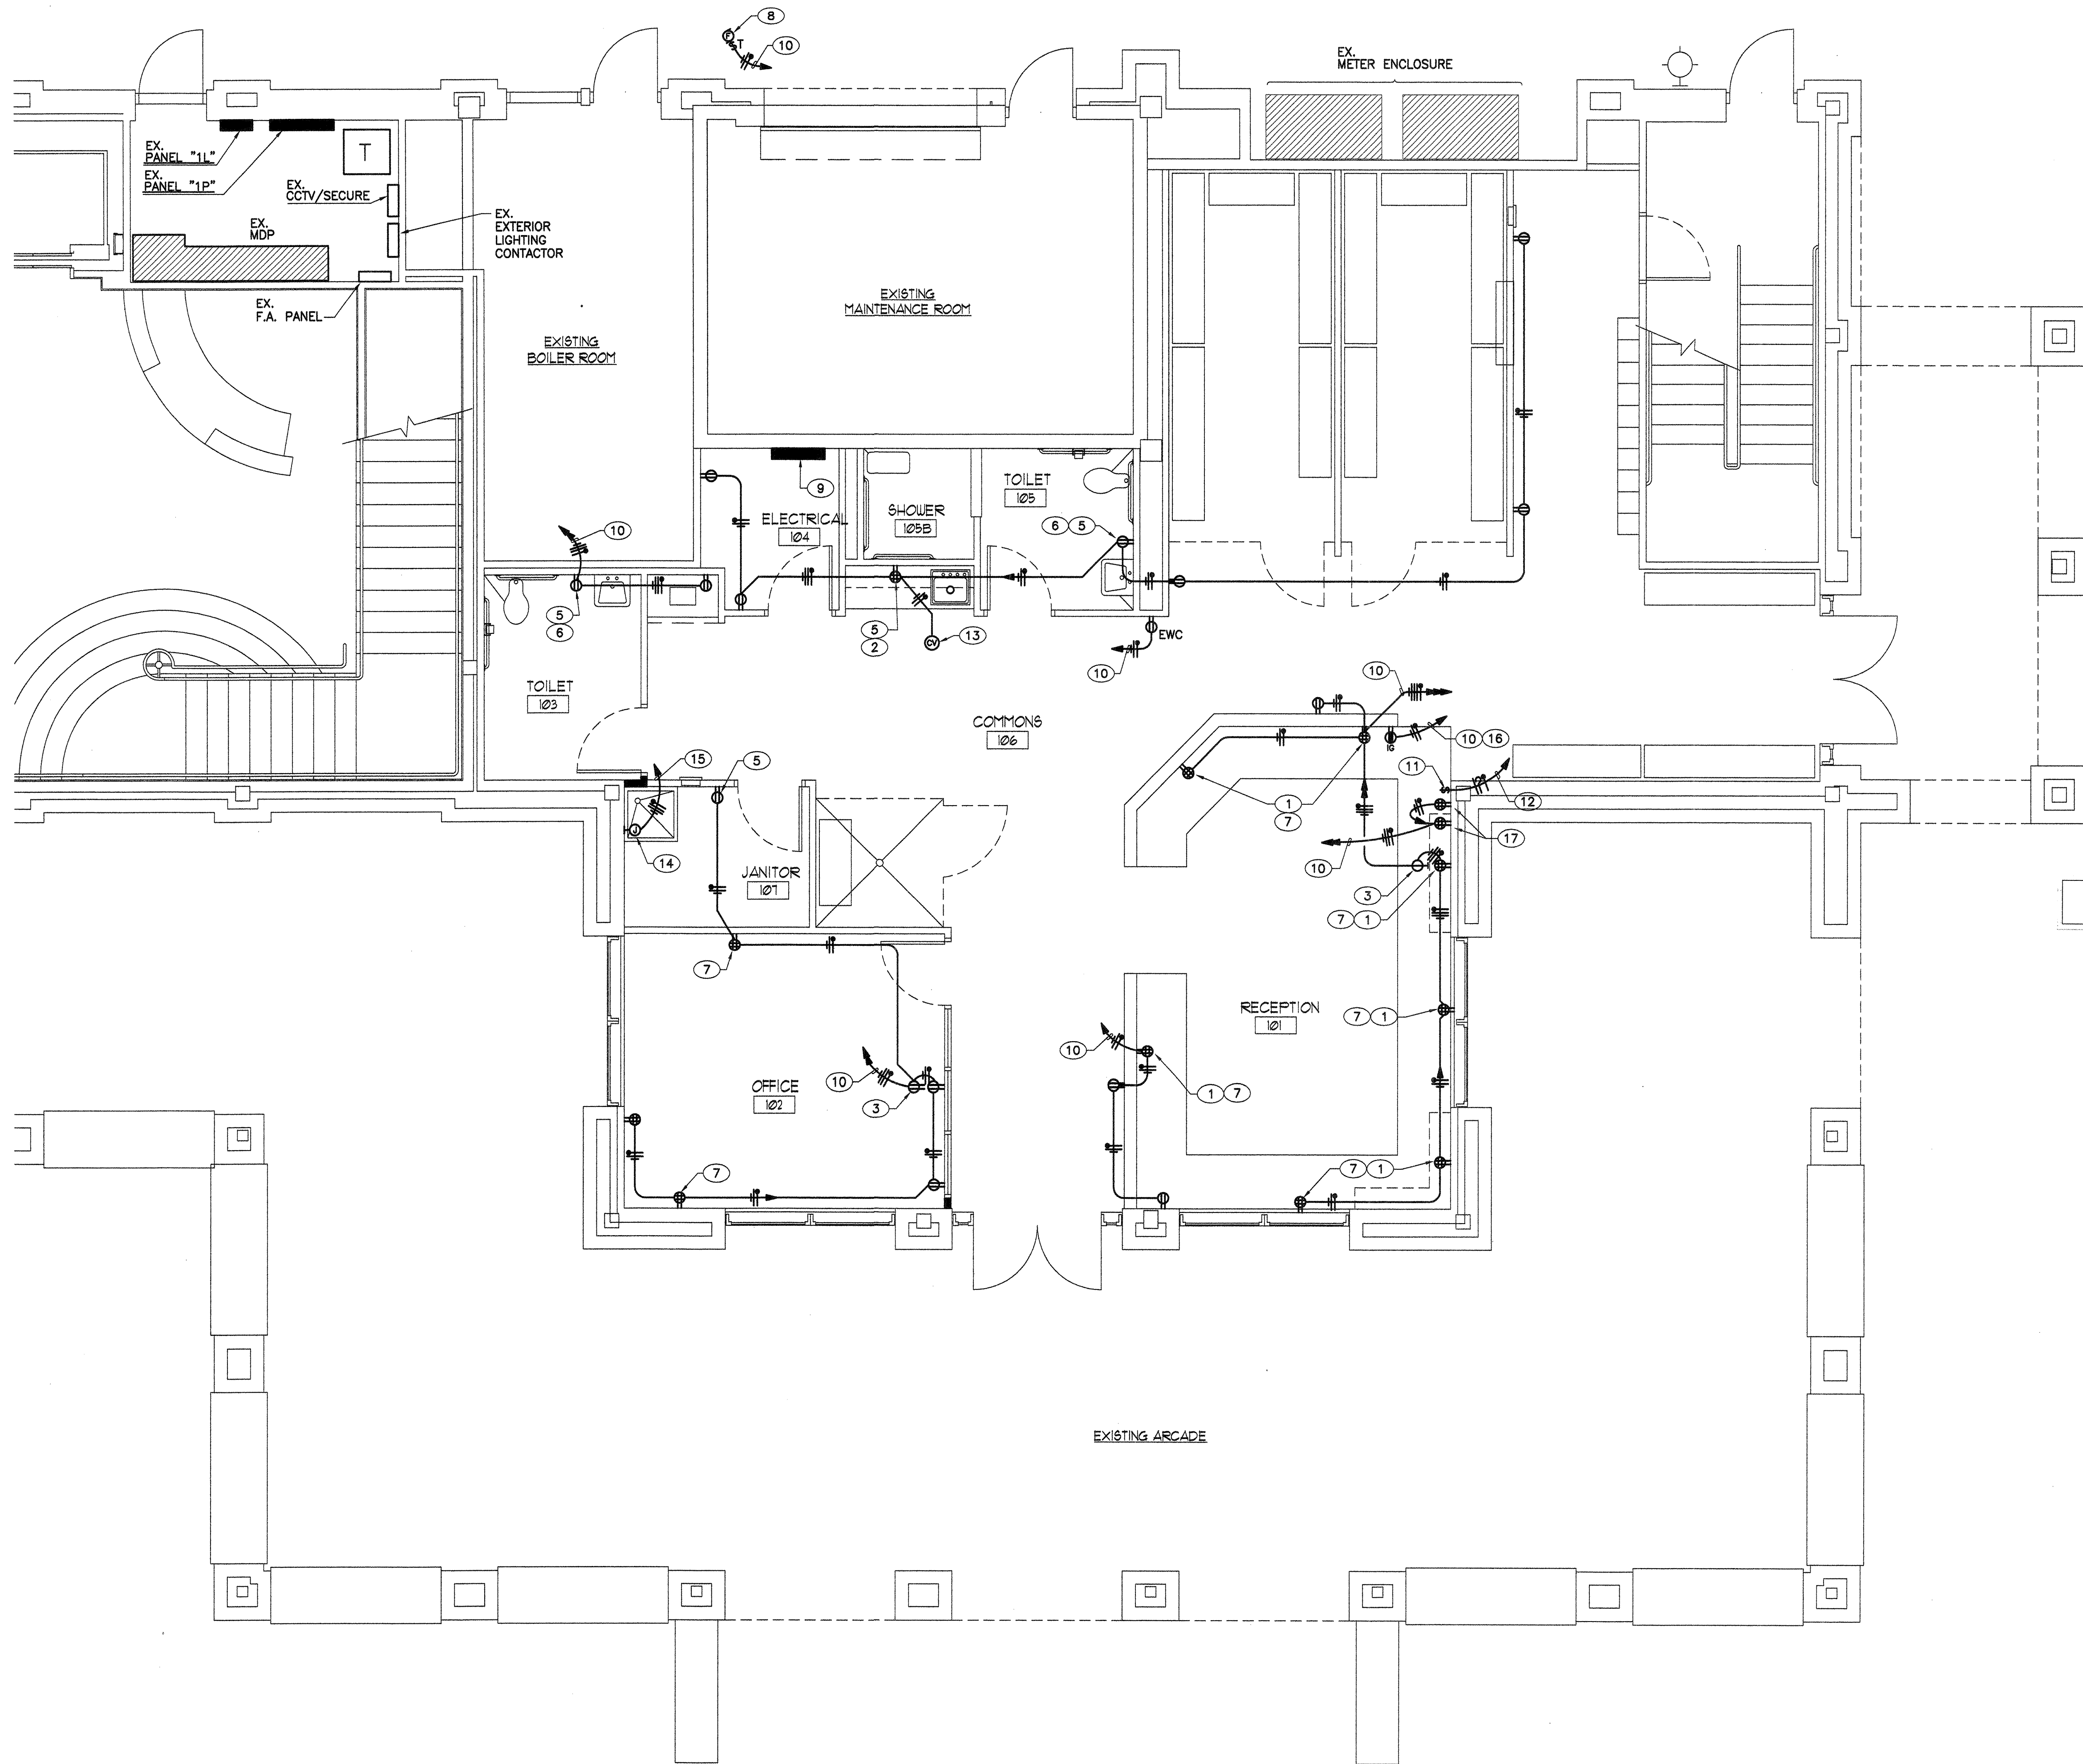 8
T
10
EX.
METER ENCLOSURE
EX.
PANEL "1L"
EX.
PANEL "1P"
T
EX.
CCTV/SECURE
EX.
MDP
EX.
EXTERIOR
LIGHTING
CONTACTOR
EX.
F.A. PANEL
EXISTING
BOILER ROOM
EXISTING
MAINTENANCE ROOM
9
ELECTRICAL
104
SHOWER
105B
TOILET
105
6 5
10
5
6
5
2
CV
13
EWC
10
TOILET
103
COMMONS
106
10
IG
10 16
15
5
11
12
1
7
17
10
14
JANITOR
107
3
7 1
7
RECEPTION
101
7 1
10
OFFICE
102
10
3
1 7
7
7 1
EXISTING ARCADE